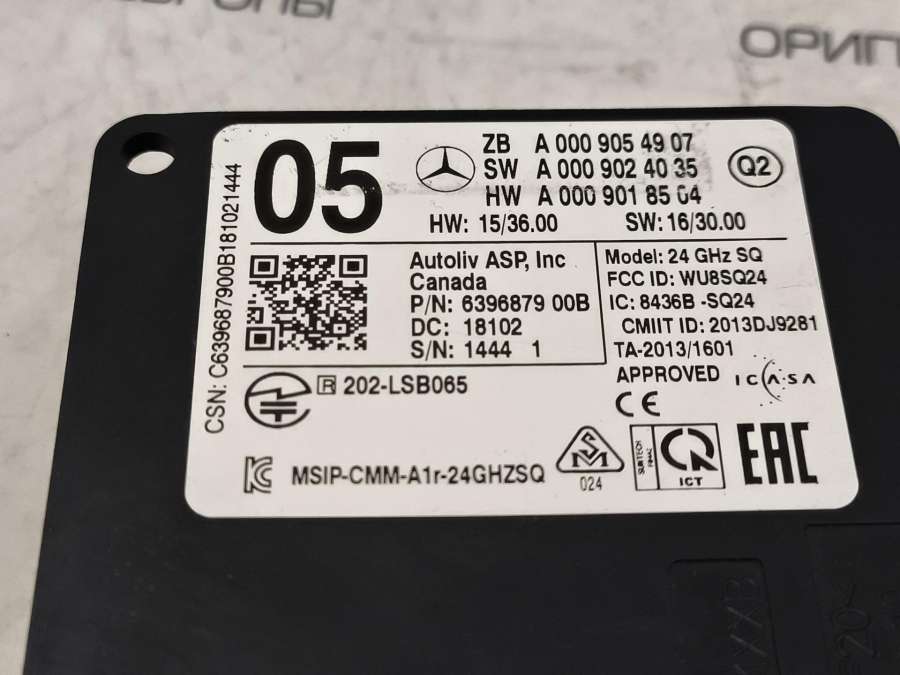 ОРИГ
05
ZB A 000 905 49 07
SW A 000 902 40 35
HW A 000 901 85 04
Q2
HW: 15/36.00 SW: 16/30.00
CSN: C639687900B181021444
Autoliv ASP, Inc
Canada
P/N: 6396879 00B
DC: 18102
S/N: 1444 1
Model: 24 GHz SQ
FCC ID: WU8SQ24
IC: 8436B -SQ24
CMIIT ID: 2013DJ9281
TA-2013/1601
APPROVED ICASA
R 202-LSB065
CE
MSIP-CMM-A1r-24GHZSQ
024
ICT
EAC